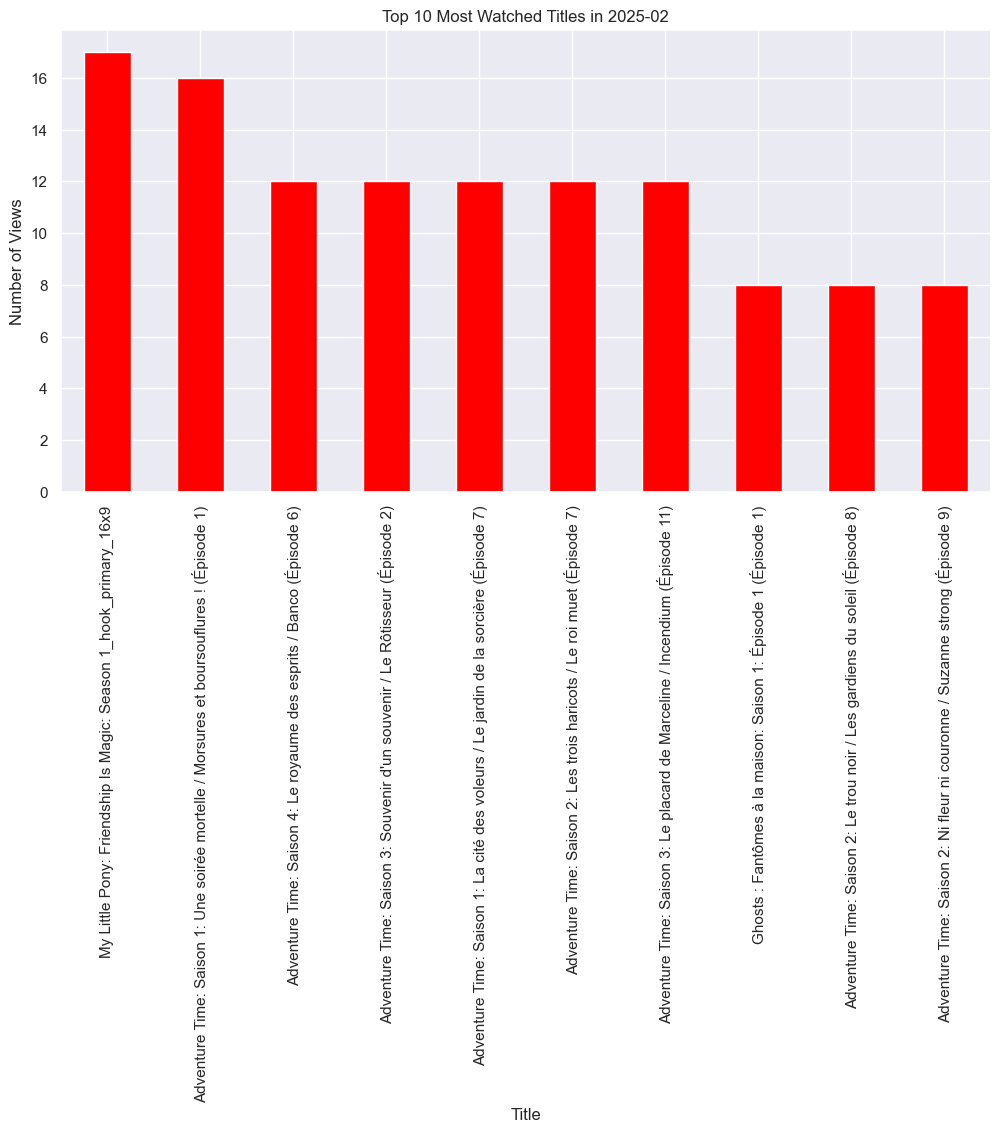 Top 10 Most Watched Titles in 2025-02
Number of Views
16
14
12
10
8
6
4
2
0
My Little Pony: Friendship Is Magic: Season 1_hook_primary_16x9
Adventure Time: Saison 1: Une soirée mortelle / Morsures et boursouflures ! (Épisode 1)
Adventure Time: Saison 4: Le royaume des esprits / Banco (Épisode 6)
Adventure Time: Saison 3: Souvenir d'un souvenir / Le Rôtisseur (Épisode 2)
Adventure Time: Saison 1: La cité des voleurs / Le jardin de la sorcière (Épisode 7)
Adventure Time: Saison 2: Les trois haricots / Le roi muet (Épisode 7)
Adventure Time: Saison 3: Le placard de Marceline / Incendium (Épisode 11)
Ghosts : Fantômes à la maison: Saison 1: Épisode 1 (Épisode 1)
Adventure Time: Saison 2: Le trou noir / Les gardiens du soleil (Épisode 8)
Adventure Time: Saison 2: Ni fleur ni couronne / Suzanne strong (Épisode 9)
Title